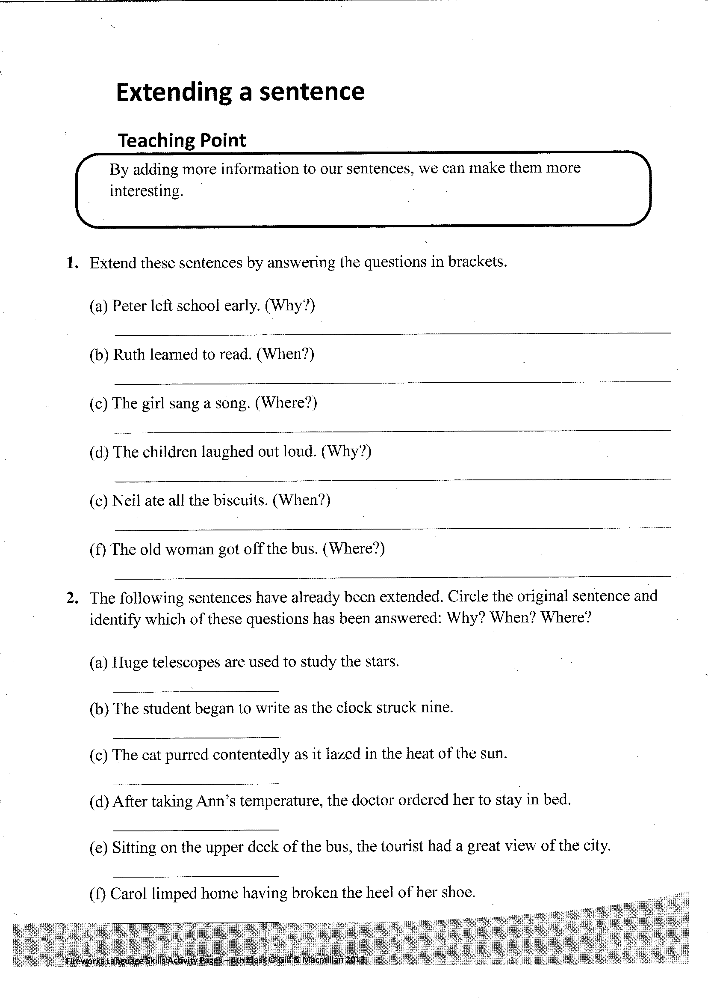 Extending a sentence
Teaching Point
By adding more information to our sentences, we can make them more
interesting.
1. Extend these sentences by answering the questions in brackets.
(a) Peter left school early. (Why?)
(b) Ruth learned to read. (When?)
(c) The girl sang a song. (Where?)
(d) The children laughed out loud. (Why?)
(e) Neil ate all the biscuits. (When?)
(f) The old woman got off the bus. (Where?)
2. The following sentences have already been extended. Circle the original sentence and
identify which of these questions has been answered: Why? When? Where?
(a) Huge telescopes are used to study the stars.
(b) The student began to write as the clock struck nine.
(c) The cat purred contentedly as it lazed in the heat of the sun.
(d) After taking Ann's temperature, the doctor ordered her to stay in bed.
(e) Sitting on the upper deck of the bus, the tourist had a great view of the city.
(f) Carol limped home having broken the heel of her shoe.
Fireworks Language Skills Activity Pages – 4th Class © Gill & Macmillan 2013